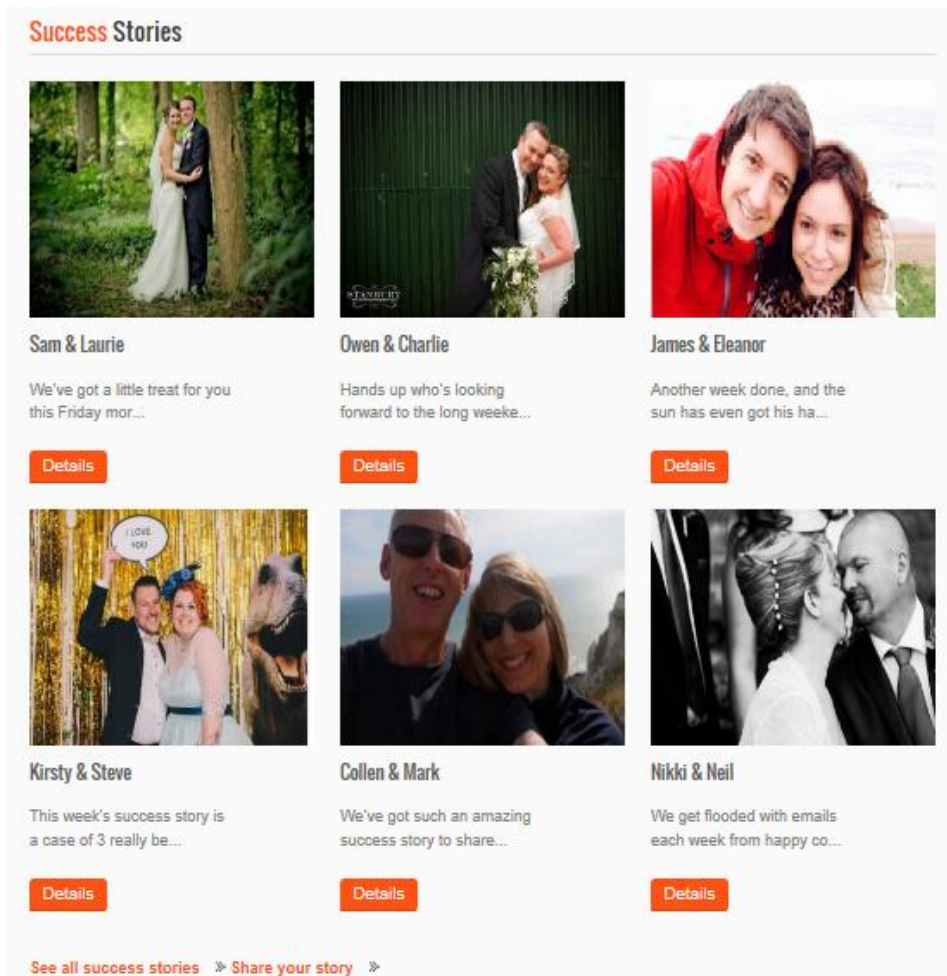 Success Stories
STANBURY
Sam & Laurie
We've got a little treat for you
this Friday mor...
Details
Owen & Charlie
Hands up who's looking
forward to the long weeke...
Details
James & Eleanor
Another week done, and the
sun has even got his ha...
Details
I LOVE
YOU
Kirsty & Steve
This week's success story is
a case of 3 really be...
Details
Collen & Mark
We've got such an amazing
success story to share...
Details
Nikki & Neil
We get flooded with emails
each week from happy co...
Details
See all success stories » Share your story »